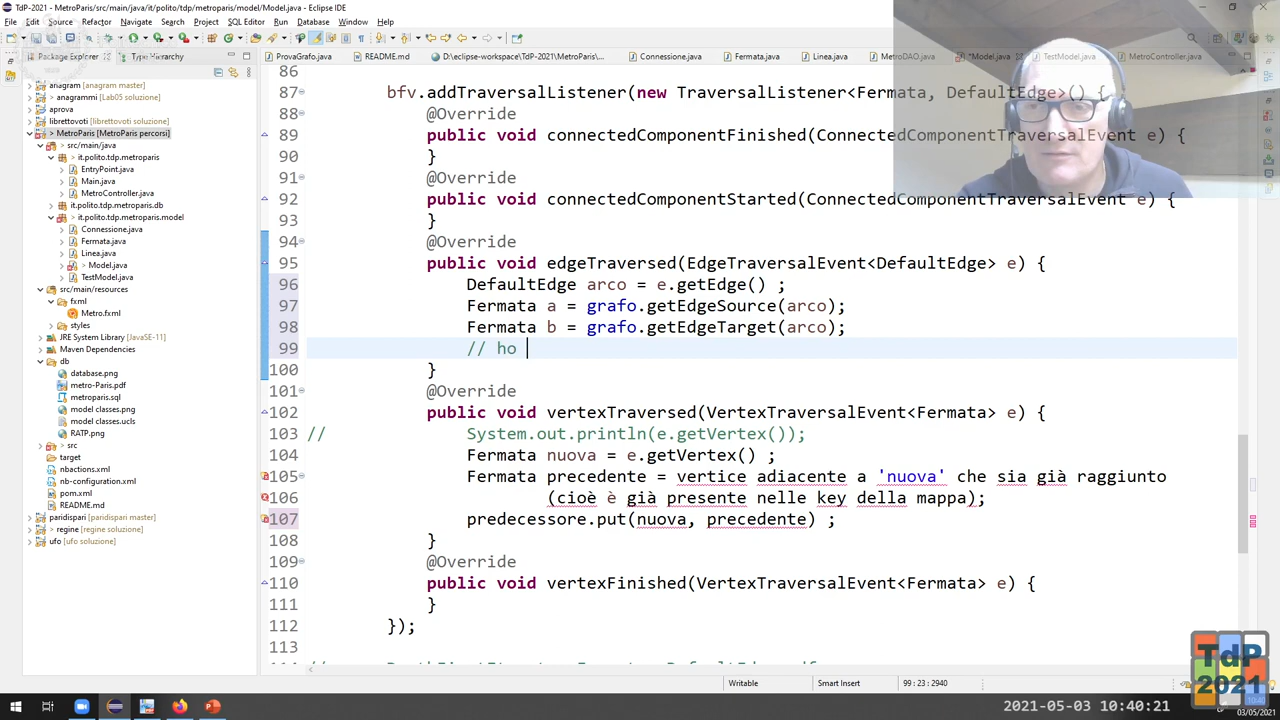 TdP-2021 - MetroParis/src/main/java/it/polito/tdp/metroparis/model/Model.java - Eclipse IDE
File Edit Source Refactor Navigate Search Project SQL Editor Run Database Window Help
Package Explorer Type Hierarchy
ProvaGrafo.java README.md D:\eclipse-workspace\TdP-2021\MetroParis\... Connessione.java Fermata.java Linea.java MetroDAO.java *Model.java TestModel.java MetroController.java
anagram [anagram master]
anagrammi [Lab05 soluzione]
aprova
librettovoti [librettovoti soluzione]
> MetroParis [MetroParis percorsi]
src/main/java
it.polito.tdp.metroparis
EntryPoint.java
Main.java
MetroController.java
it.polito.tdp.metroparis.db
it.polito.tdp.metroparis.model
Connessione.java
Fermata.java
Linea.java
Model.java
TestModel.java
src/main/resources
fxml
Metro.fxml
styles
JRE System Library [JavaSE-11]
Maven Dependencies
db
database.png
metro-Paris.pdf
metroparis.sql
model classes.png
model classes.ucls
RATP.png
> src
target
nbactions.xml
nb-configuration.xml
pom.xml
README.md
paridispari [paridispari master]
> regine [regine soluzione]
ufo [ufo soluzione]
86
87 bfv.addTraversalListener(new TraversalListener<Fermata, DefaultEdge>() {
88 @Override
89 public void connectedComponentFinished(ConnectedComponentTraversalEvent e) {
90 }
91 @Override
92 public void connectedComponentStarted(ConnectedComponentTraversalEvent e) {
93 }
94 @Override
95 public void edgeTraversed(EdgeTraversalEvent<DefaultEdge> e) {
96 DefaultEdge arco = e.getEdge() ;
97 Fermata a = grafo.getEdgeSource(arco);
98 Fermata b = grafo.getEdgeTarget(arco);
99 // ho
100 }
101 @Override
102 public void vertexTraversed(VertexTraversalEvent<Fermata> e) {
103 // System.out.println(e.getVertex());
104 Fermata nuova = e.getVertex() ;
105 Fermata precedente = vertice adiacente a 'nuova' che sia già raggiunto
106 (cioè è già presente nelle key della mappa);
107 predecessore.put(nuova, precedente) ;
108 }
109 @Override
110 public void vertexFinished(VertexTraversalEvent<Fermata> e) {
111 }
112 });
113
Writable Smart Insert 99 : 23 : 2940
TdP
2021
2021-05-03 10:40:21
10:40
03/05/2021